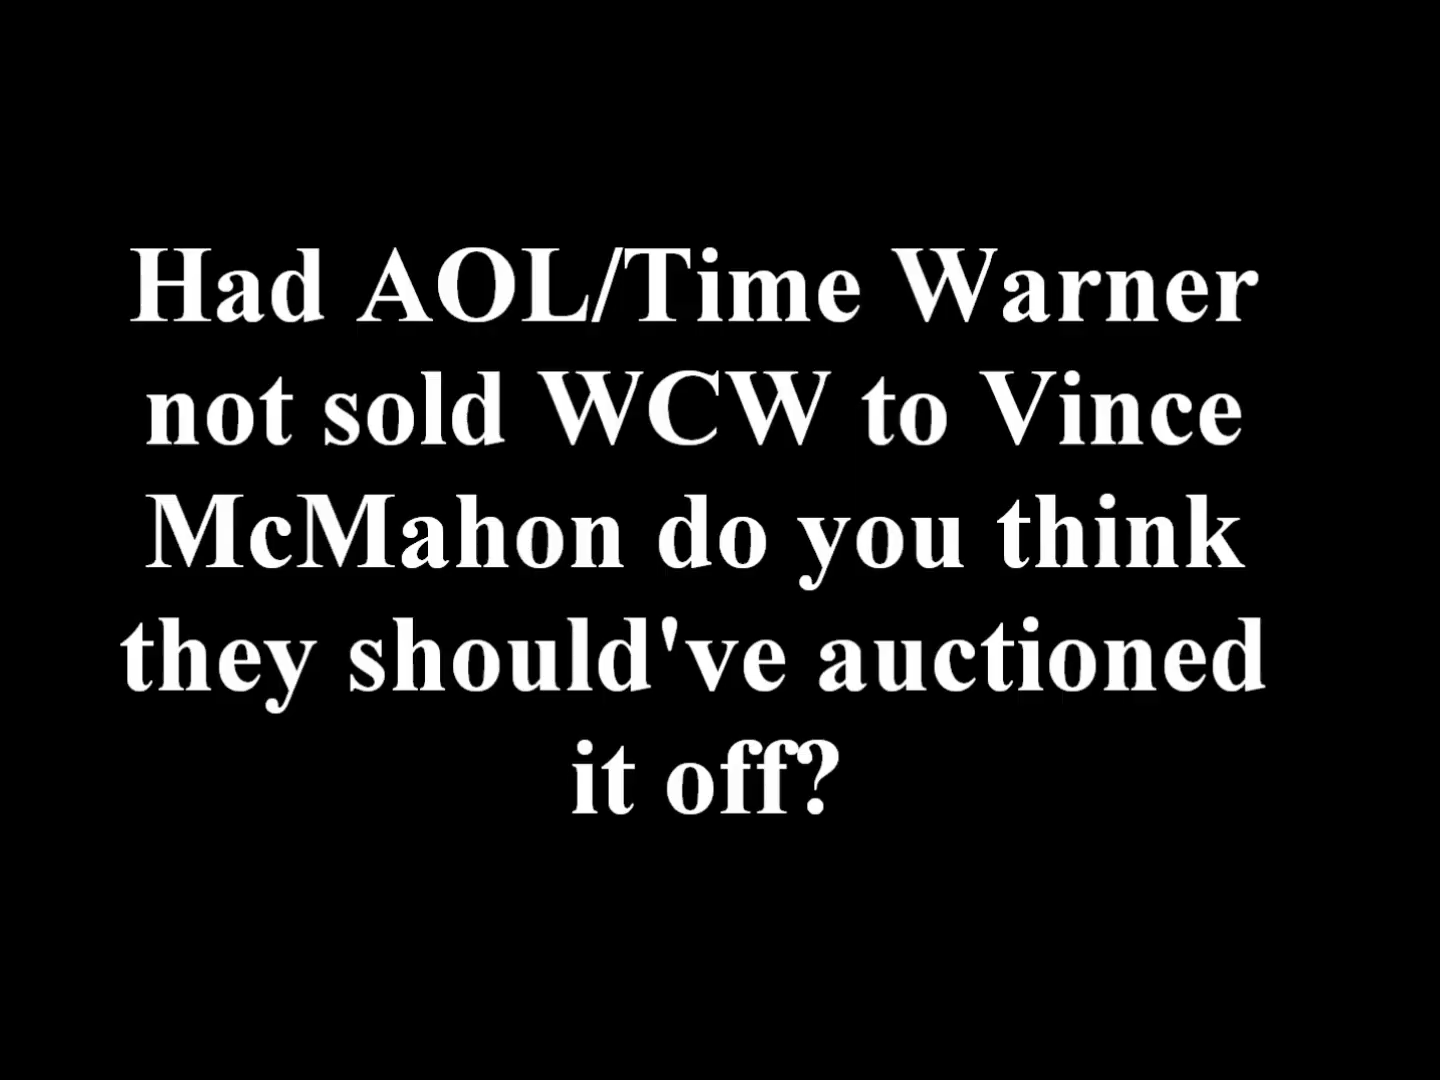 Had AOL/Time Warner
not sold WCW to Vince
McMahon do you think
they should've auctioned
it off?